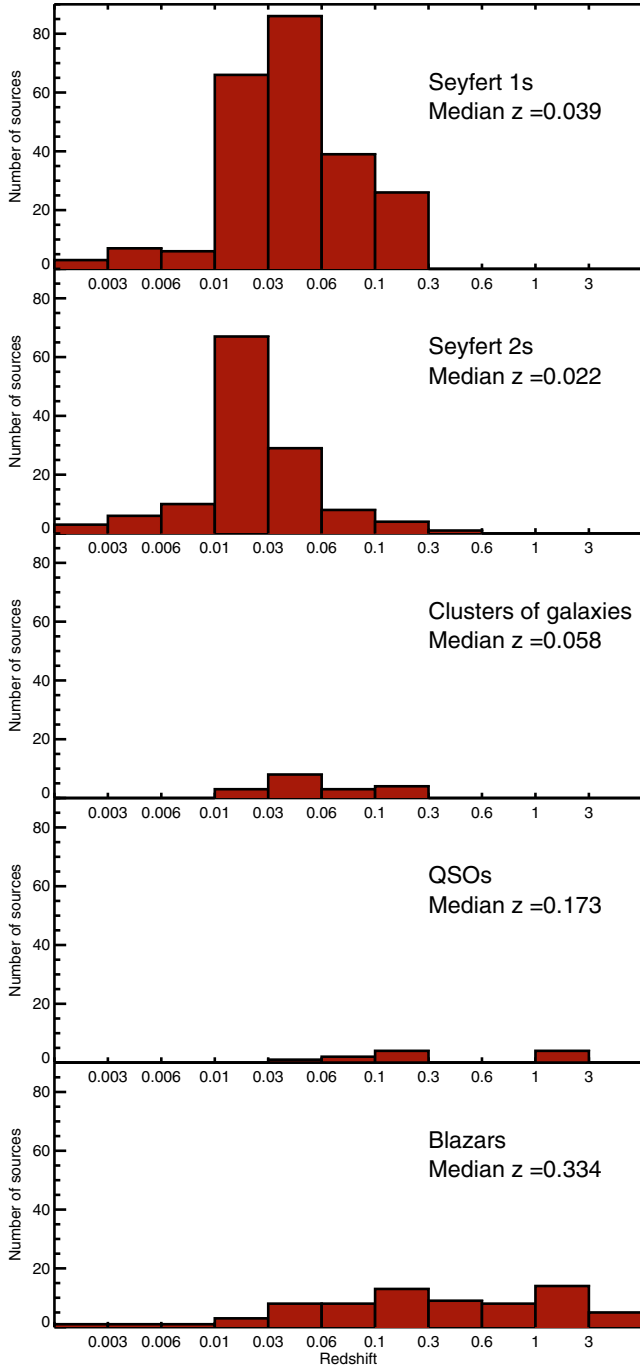 80
60
40
20
0
Number of sources
Seyfert 1s
Median z =0.039
0.003 0.006 0.01 0.03 0.06 0.1 0.3 0.6 1 3
80
60
40
20
0
Number of sources
Seyfert 2s
Median z =0.022
0.003 0.006 0.01 0.03 0.06 0.1 0.3 0.6 1 3
80
60
40
20
0
Number of sources
Clusters of galaxies
Median z =0.058
0.003 0.006 0.01 0.03 0.06 0.1 0.3 0.6 1 3
80
60
40
20
0
Number of sources
QSOs
Median z =0.173
0.003 0.006 0.01 0.03 0.06 0.1 0.3 0.6 1 3
80
60
40
20
0
Number of sources
Blazars
Median z =0.334
0.003 0.006 0.01 0.03 0.06 0.1 0.3 0.6 1 3
Redshift